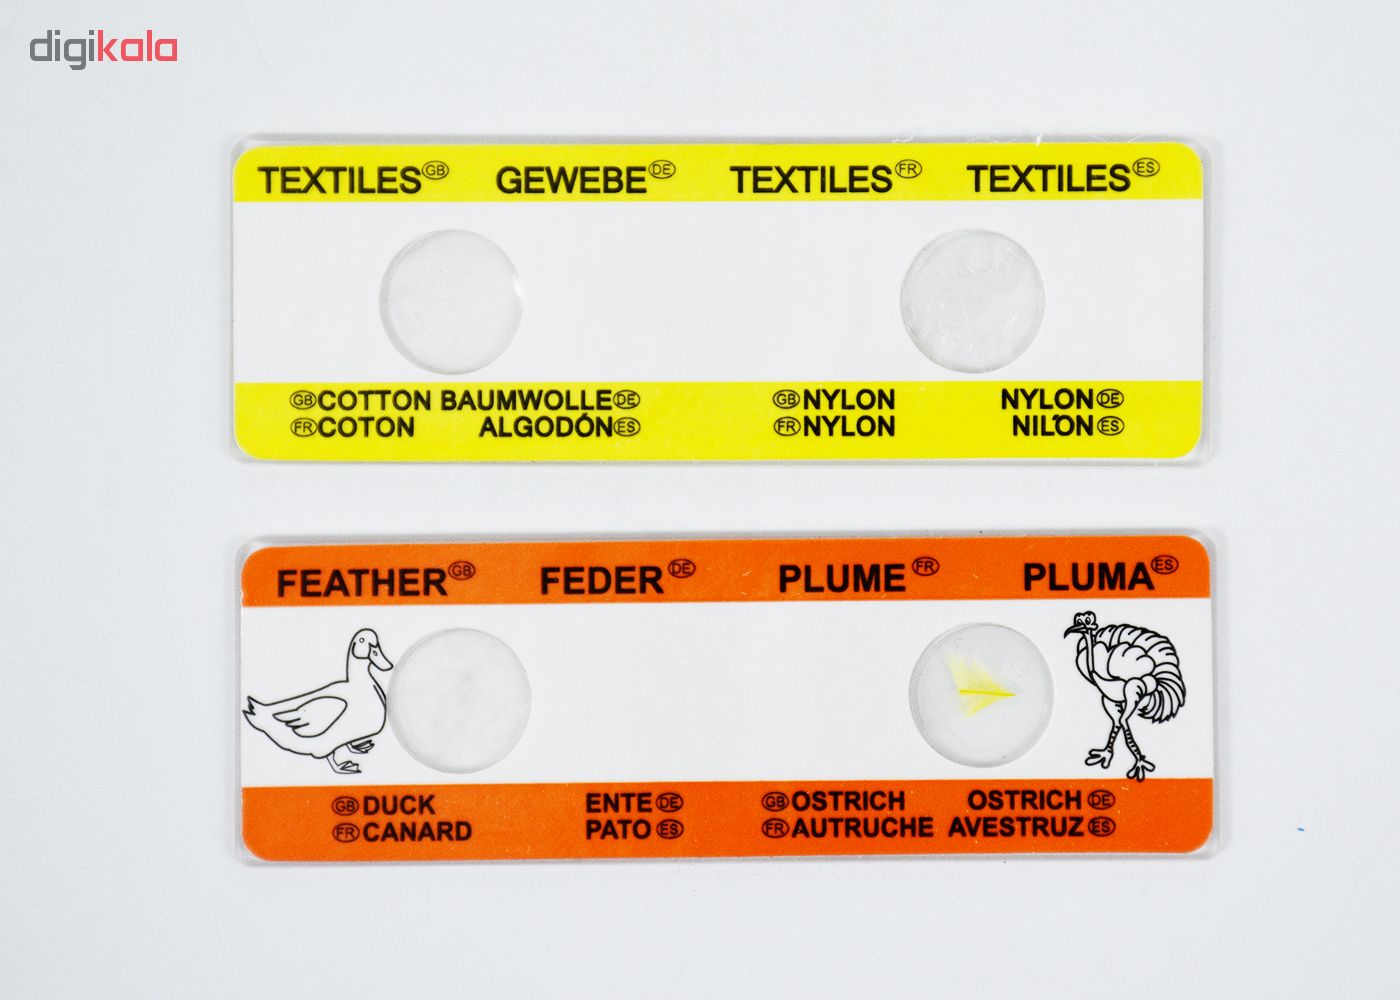 digikala
TEXTILES GB GEWEBE DE TEXTILES FR TEXTILES ES
GB COTTON BAUMWOLLE DE GB NYLON NYLON DE
FR COTON ALGODÓN ES FR NYLON NILON ES
FEATHER GB FEDER DE PLUME FR PLUMA ES
GB DUCK ENTE DE GB OSTRICH OSTRICH DE
FR CANARD PATO ES FR AUTRUCHE AVESTRUZ ES